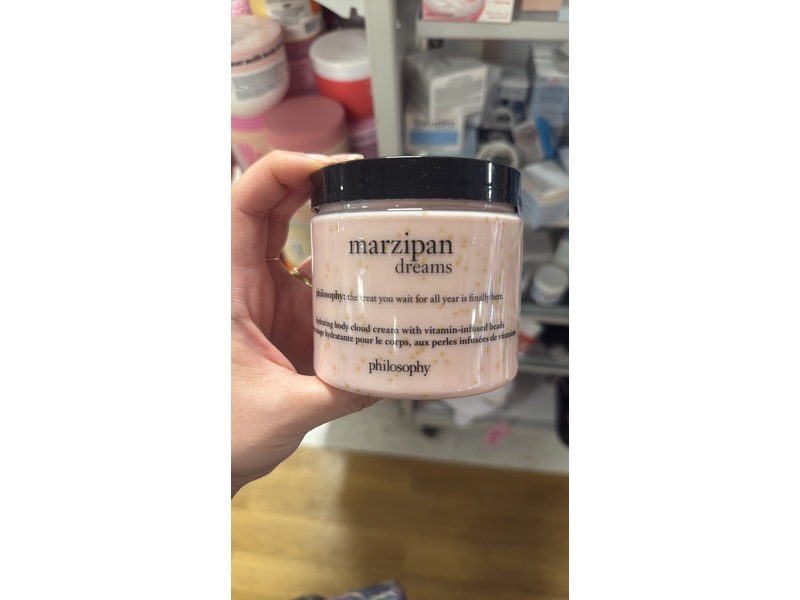 marzipan
dreams
philosophy: the treat you wait for all year is finally here.
hydrating body cloud cream with vitamin-infused beads
hydratante pour le corps, aux perles infusées de vitamines
philosophy